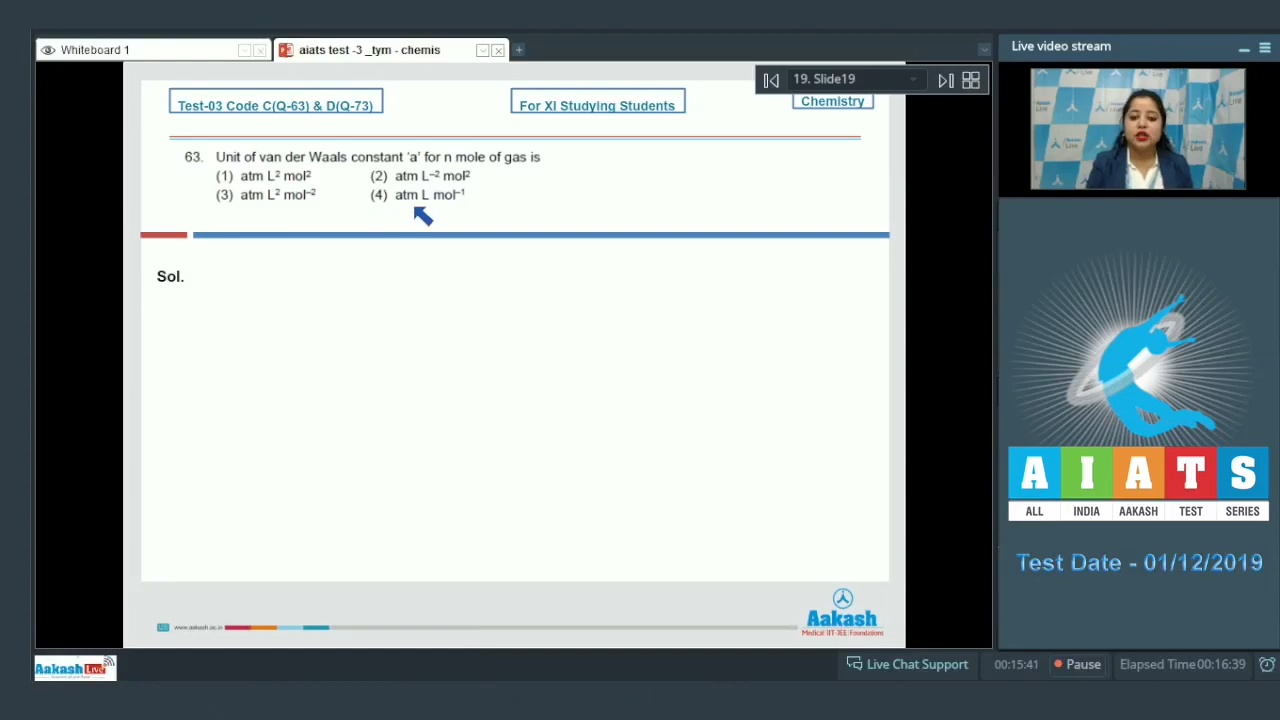 Whiteboard 1
aiats test -3 _tym - chemis
Live video stream
19. Slide19
Test-03 Code C(Q-63) & D(Q-73)
For XI Studying Students
Chemistry
63. Unit of van der Waals constant 'a' for n mole of gas is
(1) atm L² mol² (2) atm L⁻² mol²
(3) atm L² mol⁻² (4) atm L mol⁻¹
Sol.
A I A T S
ALL INDIA AAKASH TEST SERIES
Test Date - 01/12/2019
www.aakash.ac.in
Aakash
Medical|IIT-JEE|Foundations
Aakash Live
Live Chat Support
00:15:41
Pause
Elapsed Time 00:16:39